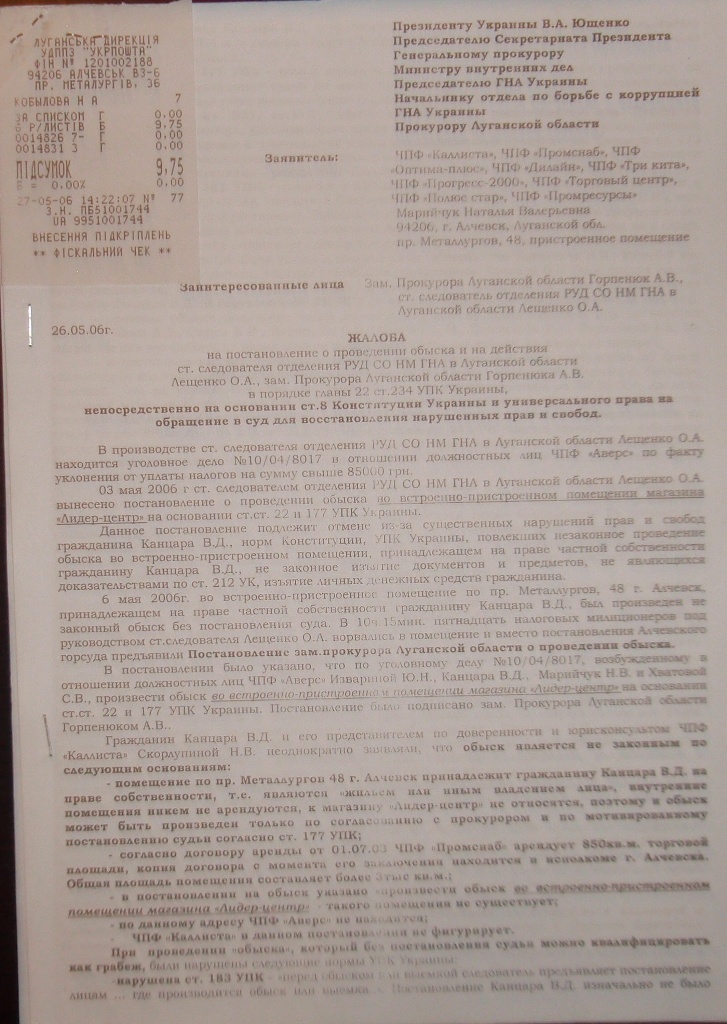 ЛУГАНСЬКА ДИРЕКЦІЯ
УДППЗ "УКРПОШТА"
ФІН № 1201002188
94206 АЛЧЕВСЬК ВЗ-6
ПР. МЕТАЛУРГІВ, 36
КОБЫЛОВА Н А 7
ЗА СПИСКОМ Г 0.00
6 Р/ЛИСТІВ Б 9.75
0014826 7- Г 0.00
0014831 3 Г 0.00
ПІДСУМОК 9,75
Б = 0.00% 0.00
27-05-06 14:22:07 № 77
З.Н. ПБ51001744
UA 9951001744
ВНЕСЕННЯ ПІДКРІПЛЕНЬ
** ФІСКАЛЬНИЙ ЧЕК **
Президенту Украины В.А. Ющенко
Председателю Секретариата Президента
Генеральному прокурору
Министру внутренних дел
Председателю ГНА Украины
Начальнику отдела по борьбе с коррупцией
ГНА Украины
Прокурору Луганской области
Заявитель: ЧПФ «Каллиста», ЧПФ «Промснаб», ЧПФ
«Оптима-плюс», ЧПФ «Дилайн», ЧПФ «Три кита»,
ЧПФ «Прогресс-2000», ЧПФ «Торговый центр»,
ЧПФ «Полюс стар», ЧПФ «Промресурсы»
Марийчук Наталья Валерьевна
94206, г. Алчевск, Луганской обл.
пр. Металлургов, 48, пристроенное помещение
Заинтересованные лица Зам. Прокурора Луганской области Горпенюк А.В.,
ст. следователь отделения РУД СО НМ ГНА в
Луганской области Лещенко О.А.
26.05.06г.
ЖАЛОБА
на постановление о проведении обыска и на действия
ст. следователя отделения РУД СО НМ ГНА в Луганской области
Лещенко О.А., зам. Прокурора Луганской области Горпенюка А.В.
в порядке главы 22 ст.234 УПК Украины,
непосредственно на основании ст.8 Конституции Украины и универсального права на
обращение в суд для восстановления нарушенных прав и свобод.
В производстве ст. следователя отделения РУД СО НМ ГНА в Луганской области Лещенко О.А.
находится уголовное дело №10/04/8017 в отношении должностных лиц ЧПФ «Аверс» по факту
уклонения от уплаты налогов на сумму свыше 85000 грн.
03 мая 2006 г ст. следователем отделения РУД СО НМ ГНА в Луганской области Лещенко О.А.
вынесено постановление о проведении обыска во встроенно-пристроенном помещении магазина
«Лидер-центр» на основании ст.ст. 22 и 177 УПК Украины.
Данное постановление подлежит отмене из-за существенных нарушений прав и свобод
гражданина Канцара В.Д., норм Конституции, УПК Украины, повлекших незаконное проведение
обыска во встроенно-пристроенном помещении, принадлежащем на праве частной собственности
гражданину Канцара В.Д., не законное изъятие документов и предметов, не являющихся
доказательствами по ст. 212 УК, изъятие личных денежных средств гражданина.
6 мая 2006г. во встроенно-пристроенное помещение по пр. Металлургов, 48 г. Алчевск,
принадлежащем на праве частной собственности гражданину Канцара В.Д., был произведен не
законный обыск без постановления суда. В 10ч.15мин. пятнадцать налоговых милиционеров под
руководством ст.следователя Лещенко О.А. ворвались в помещение и вместо постановления Алчевского
горсуда предъявили Постановление зам.прокурора Луганской области о проведении обыска.
В постановлении было указано, что по уголовному делу №10/04/8017, возбужденному в
отношении должностных лиц ЧПФ «Аверс» Извариной Ю.Н., Канцара В.Д., Марийчук Н.В. и Хватовой
С.В., произвести обыск во встроенно-пристроенном помещении магазина «Лидер-центр» на основании
ст.ст. 22 и 177 УПК Украины. Постановление было подписано зам. Прокурора Луганской области
Горпенюком А.В..
Гражданин Канцара В.Д. и его представителем по доверенности и юрисконсультом ЧПФ
«Каллиста» Скорлупиной Н.В. неоднократно заявляли, что обыск является не законным по
следующим основаниям:
- помещение по пр. Металлургов 48 г. Алчевск принадлежит гражданину Канцара В.Д. на
праве собственности, т.е. являются «жильем или иным владением лица», внутренние
помещения никем не арендуются, к магазину «Лидер-центр» не относятся, поэтому и обыск
может быть произведен только по согласованию с прокурором и по мотивированному
постановлению судьи согласно ст. 177 УПК;
- согласно договору аренды от 01.07.03 ЧПФ «Промснаб» арендует 850кв.м. торговой
площади, копия договора с момента его заключения находится в исполкоме г. Алчевска.
Общая площадь помещения составляет более 3тыс кв.м.;
- в постановлении на обыск указано «произвести обыск во встроенно-пристроенном
помещении магазина «Лидер-центр» - такого помещения не существует;
- по данному адресу ЧПФ «Аверс» не находится;
ЧПФ «Каллиста» в данном постановлении не фигурирует.
При проведении «обыска», который без постановления судьи можно квалифицировать
как грабеж, были нарушены следующие нормы УПК Украины:
-нарушена ст. 183 УПК - «перед обыском или выемкой следователь предъявляет постановление
лицам ... где производится обыск или выемка...». Постановление Канцара В.Д. изначально не было